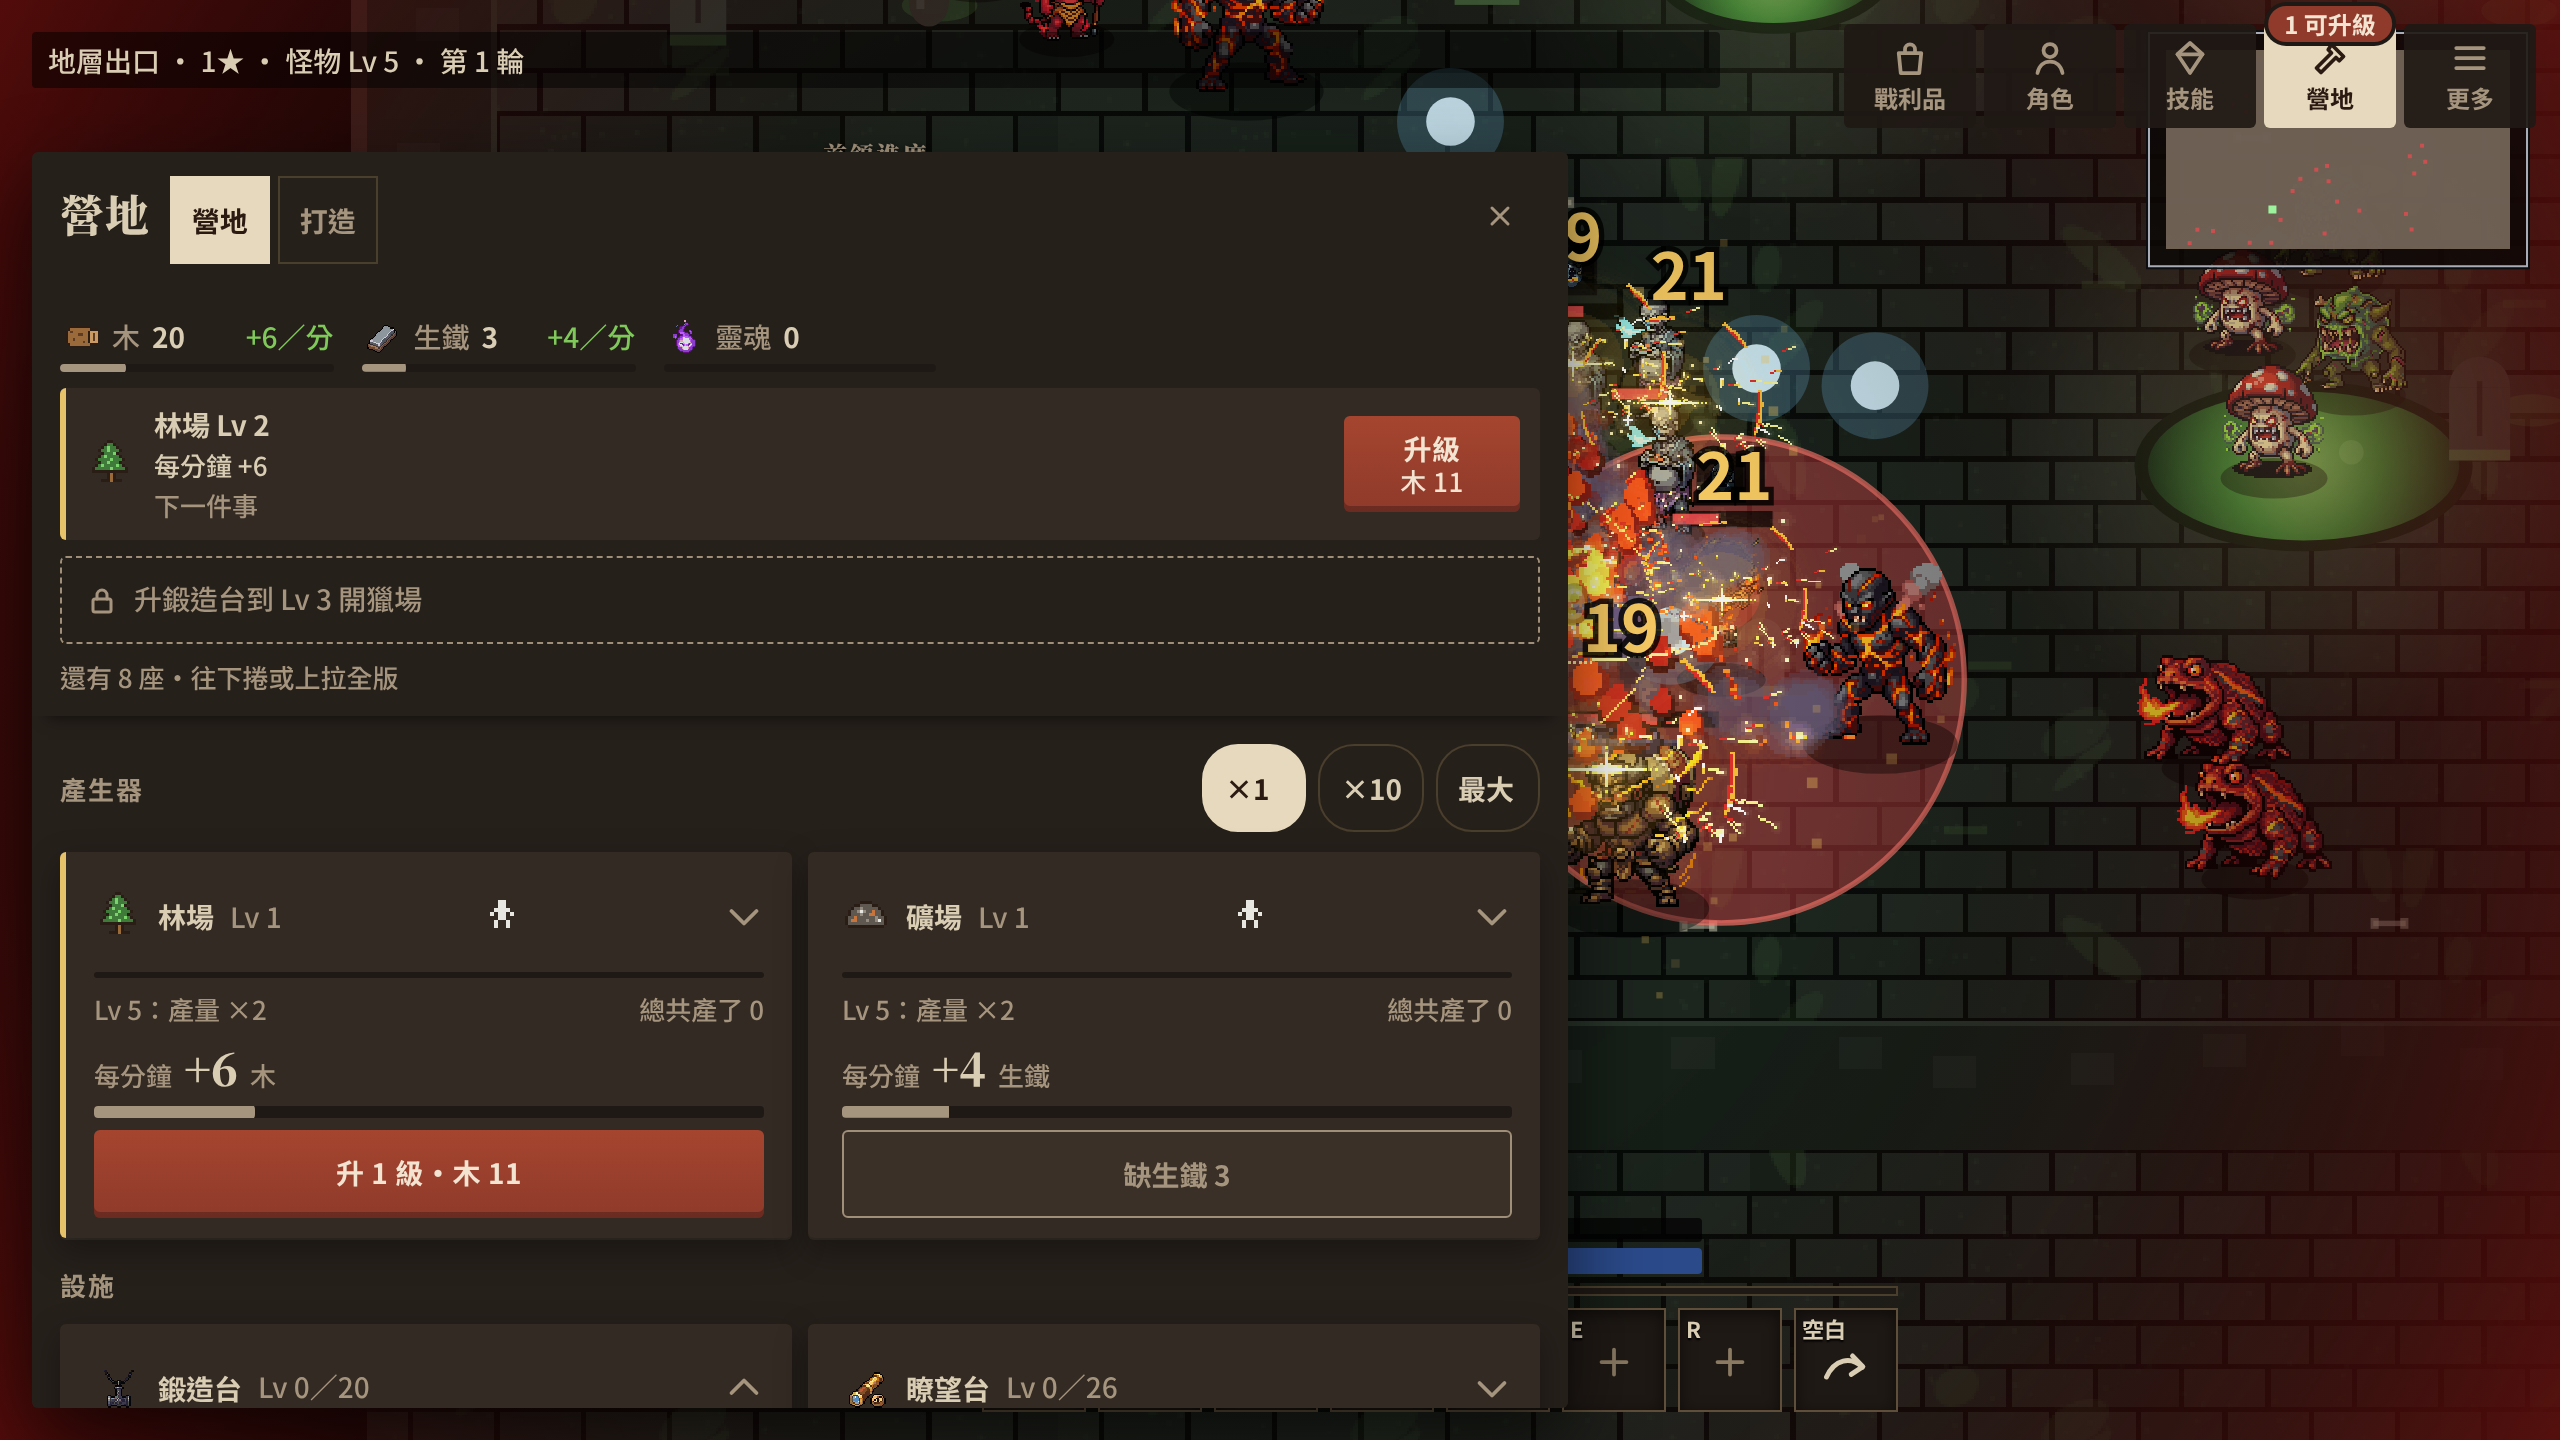 地層出口 • 1★ • 怪物 Lv 5 • 第 1 輪
1 可升級
戰利品
角色
技能
營地
更多
營地
營地
打造
木 20
+6／分
生鐵 3
+4／分
靈魂 0
林場 Lv 2
每分鐘 +6
下一件事
升級
木 11
升鍛造台到 Lv 3 開獵場
還有 8 座 • 往下捲或上拉全版
產生器
×1
×10
最大
林場 Lv 1
Lv 5：產量 ×2
總共產了 0
每分鐘 +6 木
升 1 級 • 木 11
礦場 Lv 1
Lv 5：產量 ×2
總共產了 0
每分鐘 +4 生鐵
缺生鐵 3
設施
鍛造台 Lv 0／20
瞭望台 Lv 0／26
9
21
21
19
E
R
空白